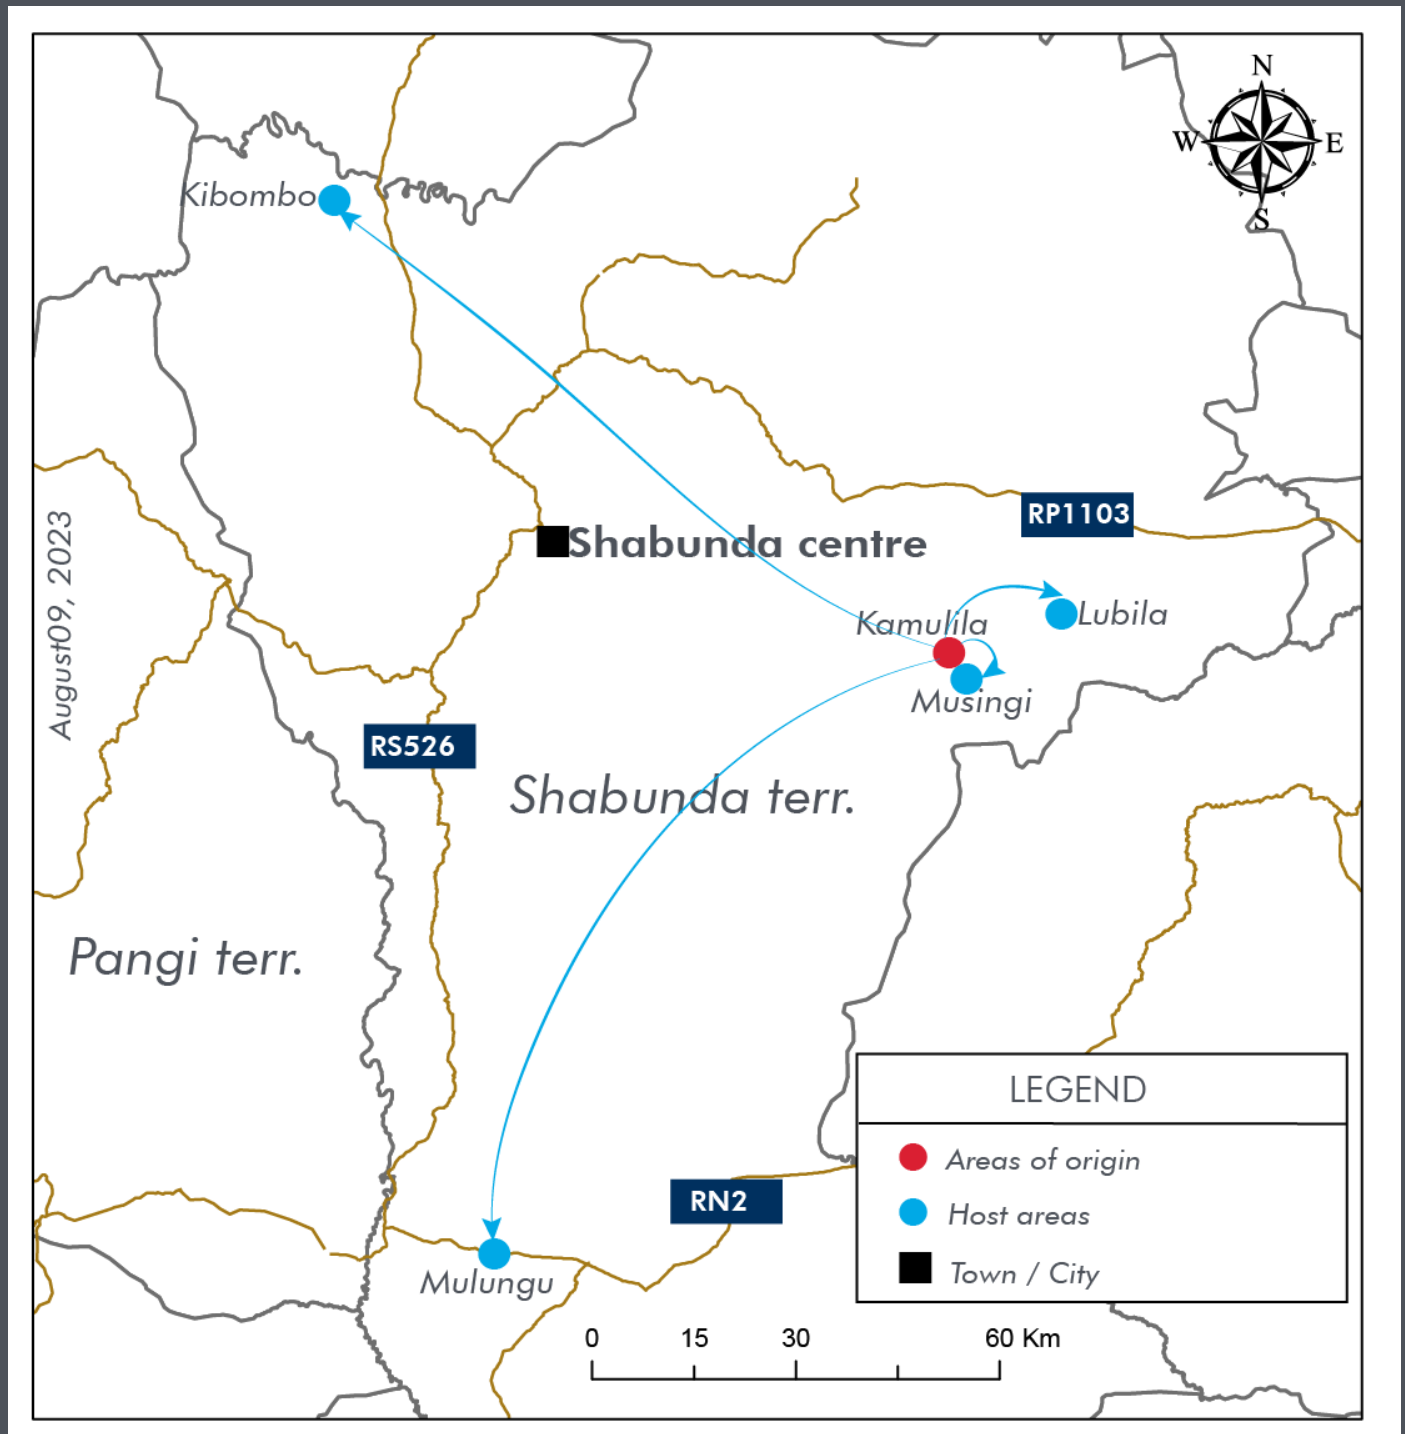 N
W
E
S
Kibombo
RP1103
Shabunda centre
August09, 2023
Kamulila
Lubila
Musingi
RS526
Shabunda terr.
Pangi terr.
LEGEND
Areas of origin
Host areas
Town / City
RN2
Mulungu
0 15 30 60 Km